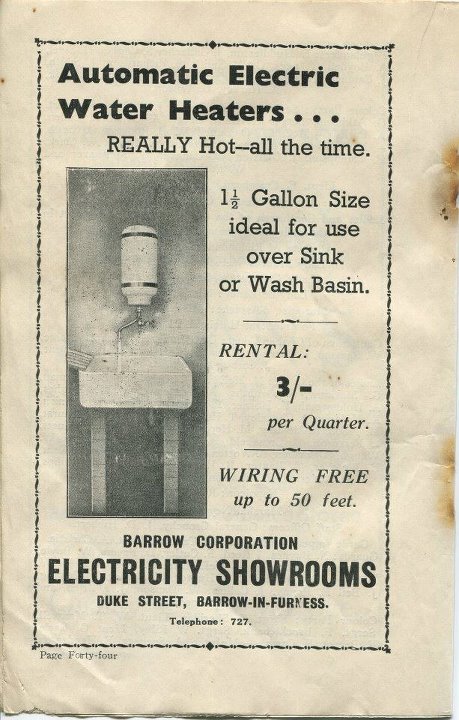 Automatic Electric
Water Heaters...
REALLY Hot—all the time.
1½ Gallon Size
ideal for use
over Sink
or Wash Basin.
RENTAL:
3/-
per Quarter.
WIRING FREE
up to 50 feet.
BARROW CORPORATION
ELECTRICITY SHOWROOMS
DUKE STREET, BARROW-IN-FURNESS.
Telephone: 727.
Page Forty-four